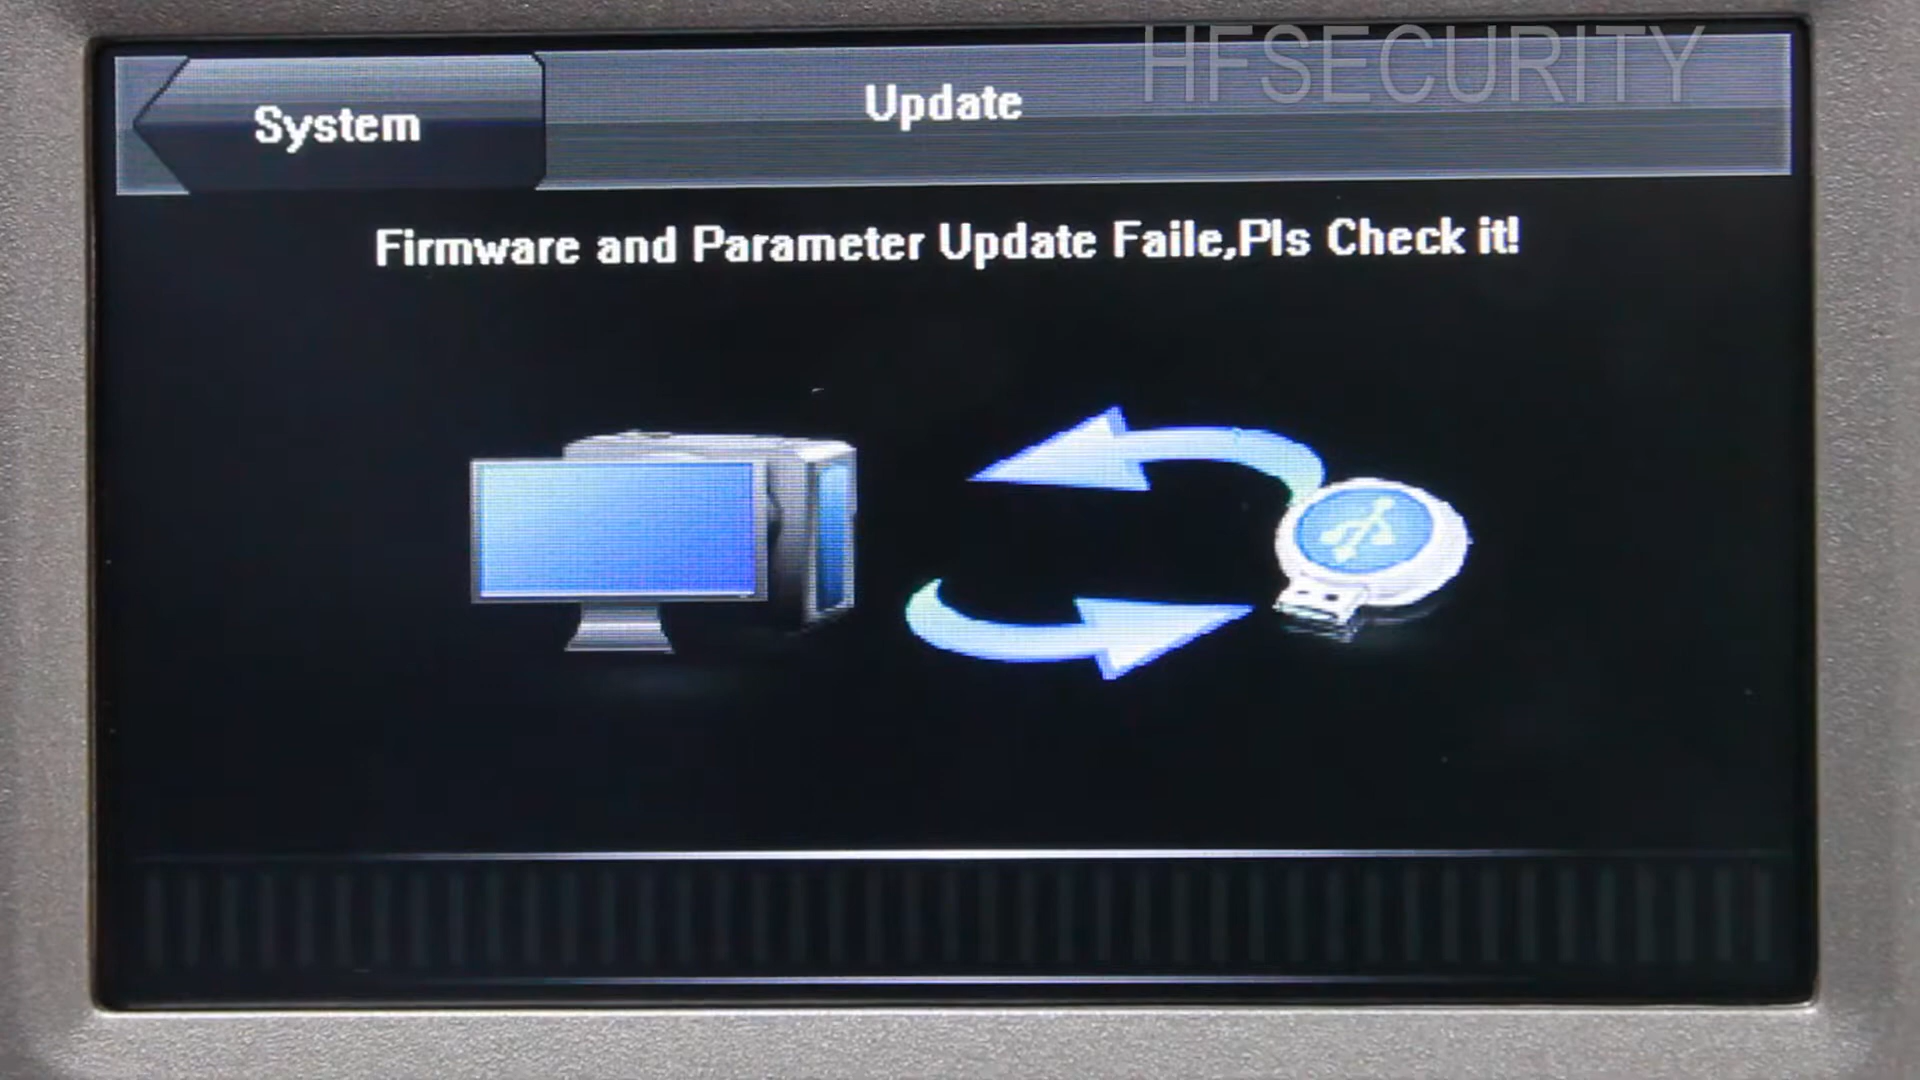 HFSECURITY
System
Update
Firmware and Parameter Update Faile,Pls Check it!